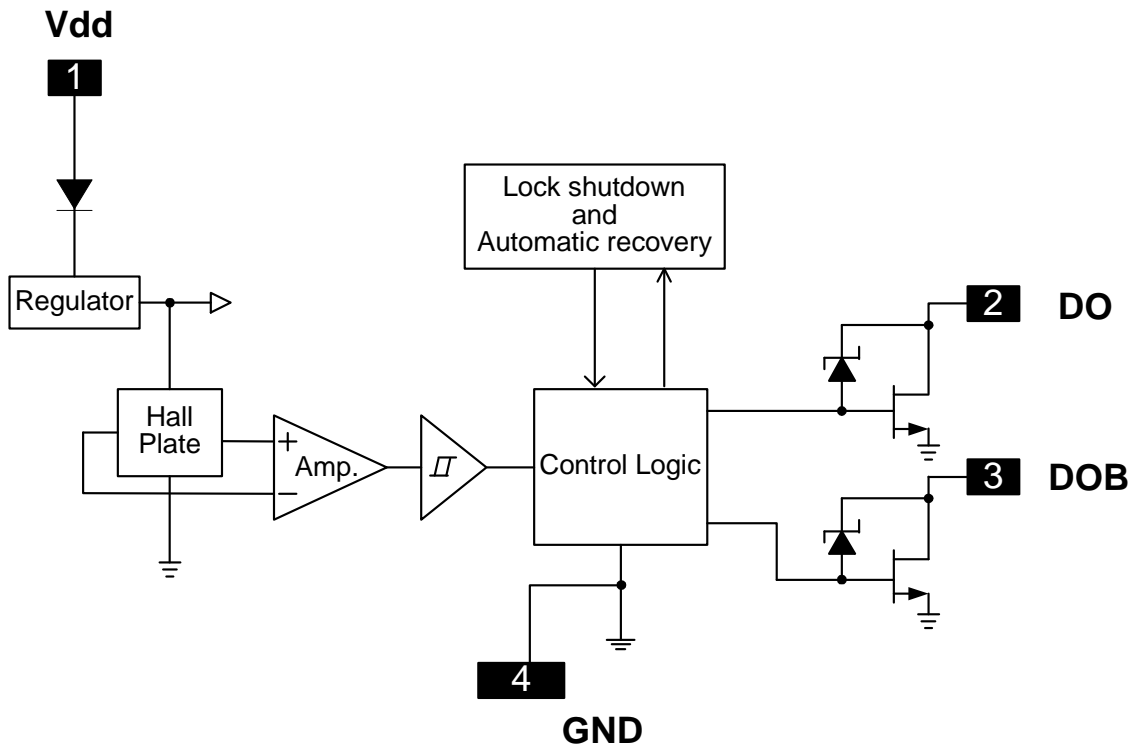 Vdd
1
Lock shutdown
and
Automatic recovery
Regulator
2 DO
Hall
Plate
+
Amp.
−
Control Logic
3 DOB
4
GND